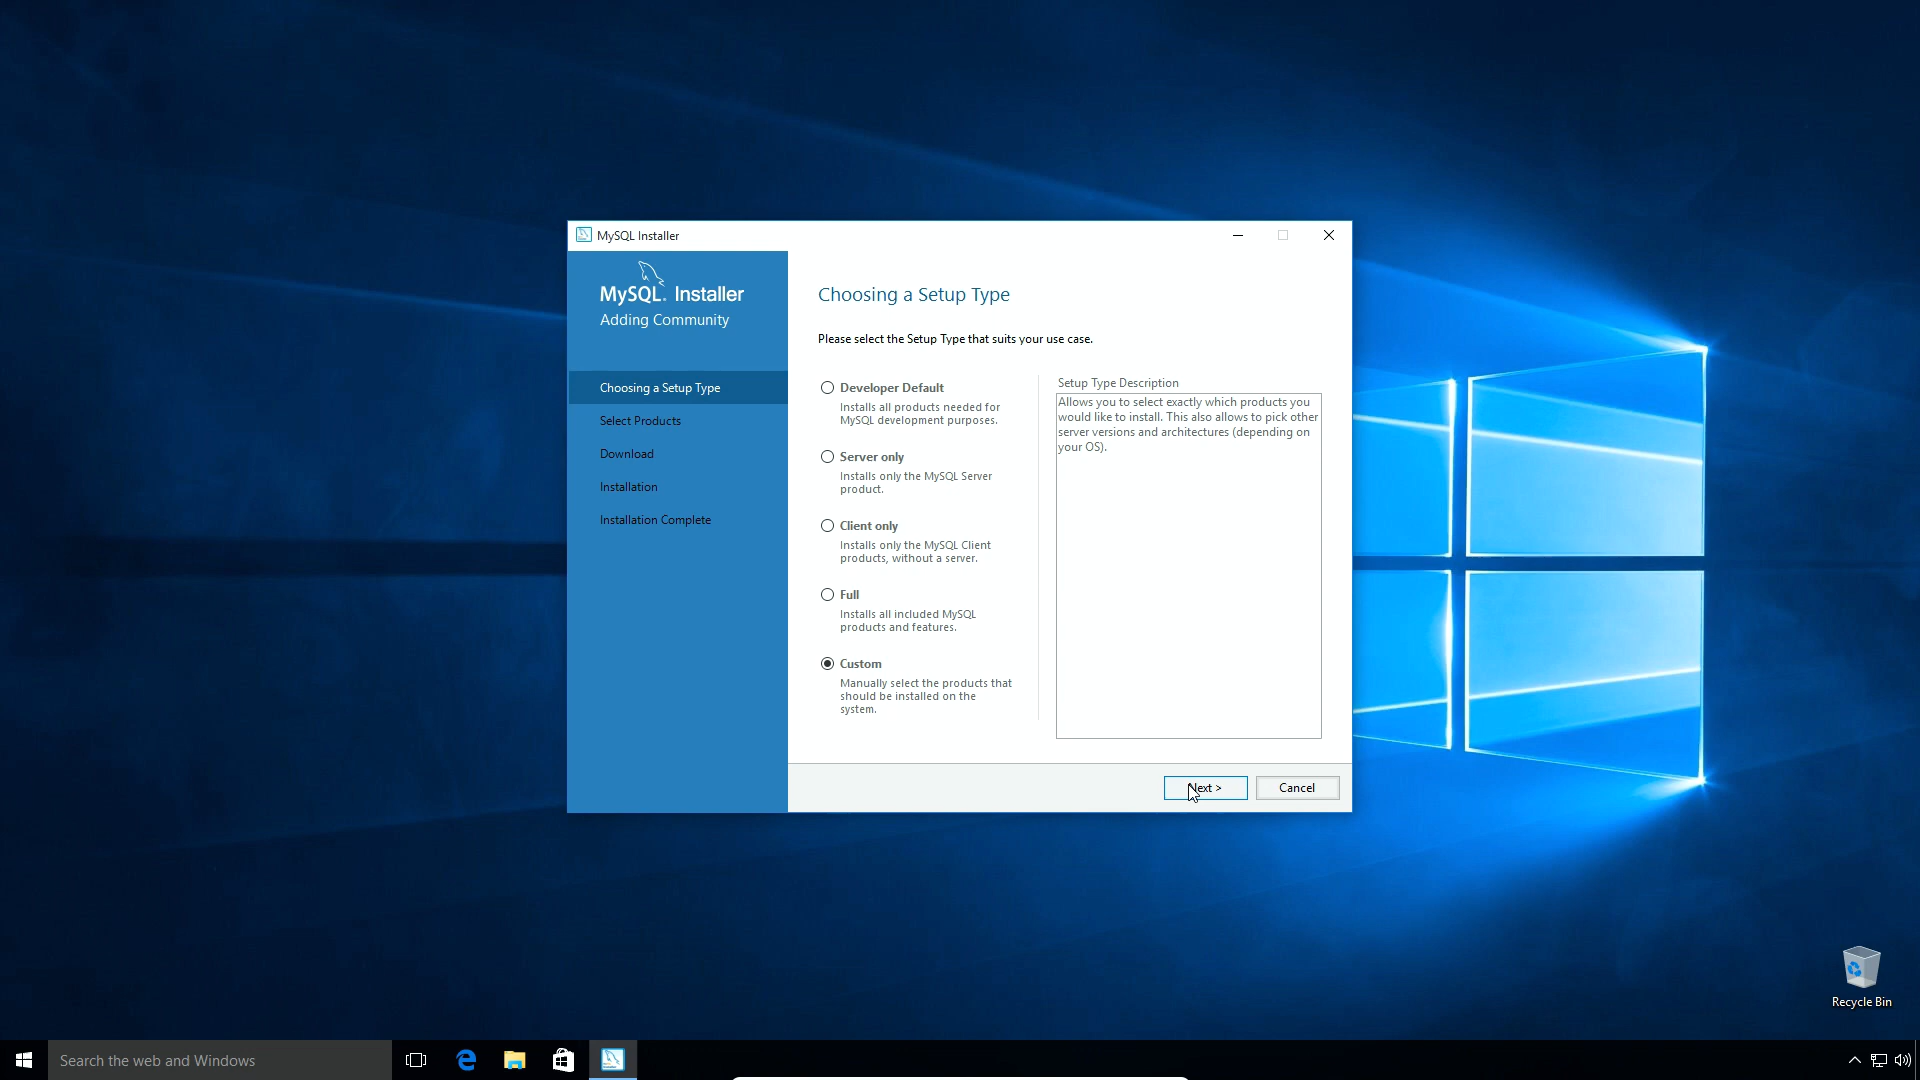 MySQL Installer
MySQL. Installer
Adding Community
Choosing a Setup Type
Select Products
Download
Installation
Installation Complete
Choosing a Setup Type
Please select the Setup Type that suits your use case.
Developer Default
Installs all products needed for
MySQL development purposes.
Server only
Installs only the MySQL Server
product.
Client only
Installs only the MySQL Client
products, without a server.
Full
Installs all included MySQL
products and features.
Custom
Manually select the products that
should be installed on the
system.
Setup Type Description
Allows you to select exactly which products you
would like to install. This also allows to pick other
server versions and architectures (depending on
your OS).
Next >
Cancel
Recycle Bin
Search the web and Windows